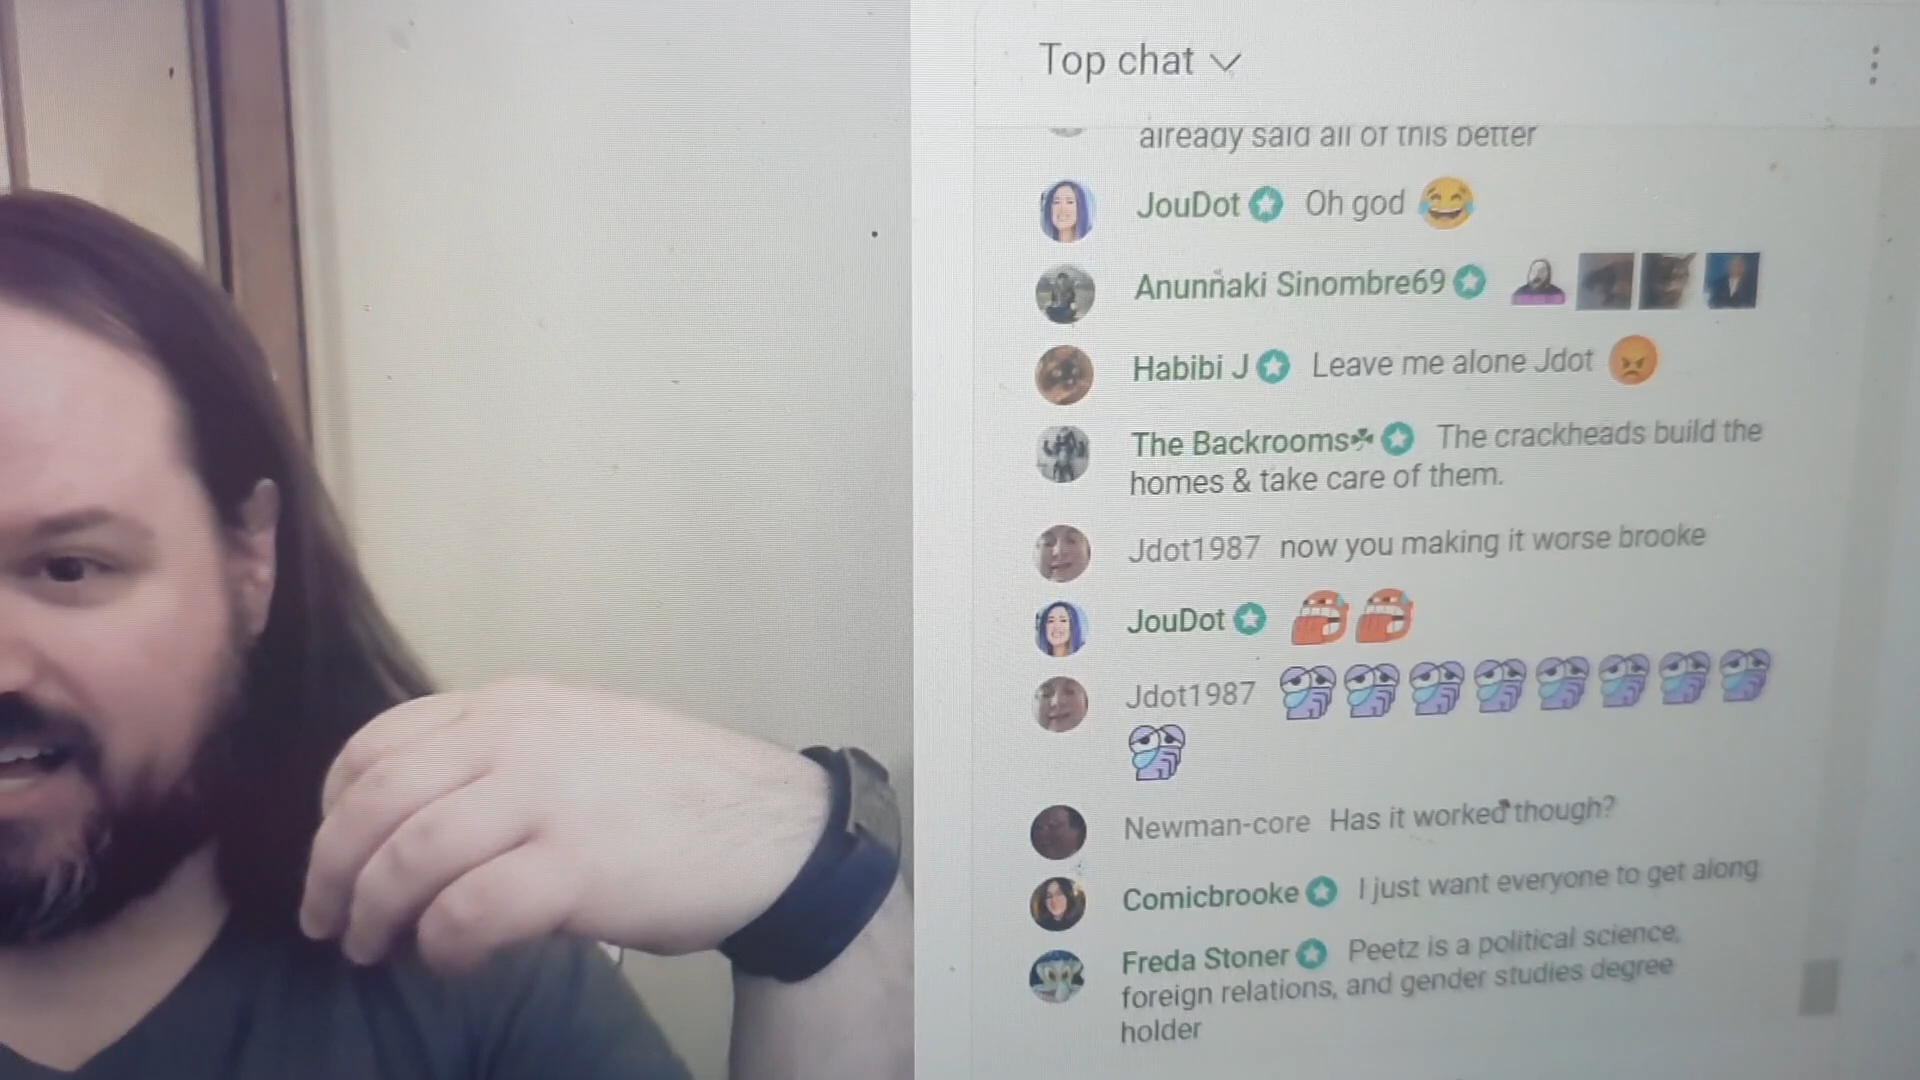 Top chat
already said all of this better
JouDot Oh god
Anunnaki Sinombre69
Habibi J Leave me alone Jdot
The Backrooms The crackheads build the
homes & take care of them.
Jdot1987 now you making it worse brooke
JouDot
Jdot1987
Newman-core Has it worked though?
Comicbrooke I just want everyone to get along
Freda Stoner Peetz is a political science,
foreign relations, and gender studies degree
holder